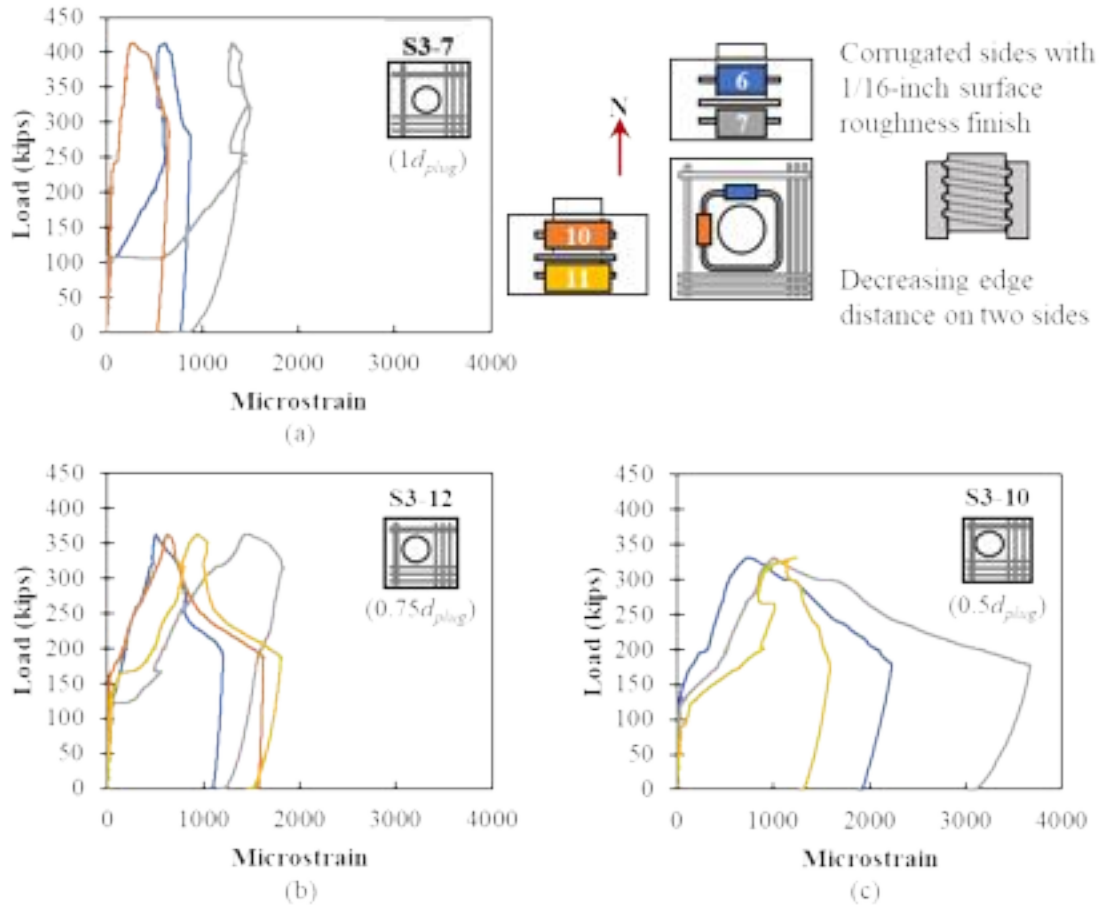 450
400
350
300
250
200
150
100
50
0
Load (kips)
S3-7
(1d_plug)
0 1000 2000 3000 4000
Microstrain
(a)
N
6
7
10
11
Corrugated sides with
1/16-inch surface
roughness finish
Decreasing edge
distance on two sides
450
400
350
300
250
200
150
100
50
0
Load (kips)
S3-12
(0.75d_plug)
0 1000 2000 3000 4000
Microstrain
(b)
450
400
350
300
250
200
150
100
50
0
Load (kips)
S3-10
(0.5d_plug)
0 1000 2000 3000 4000
Microstrain
(c)